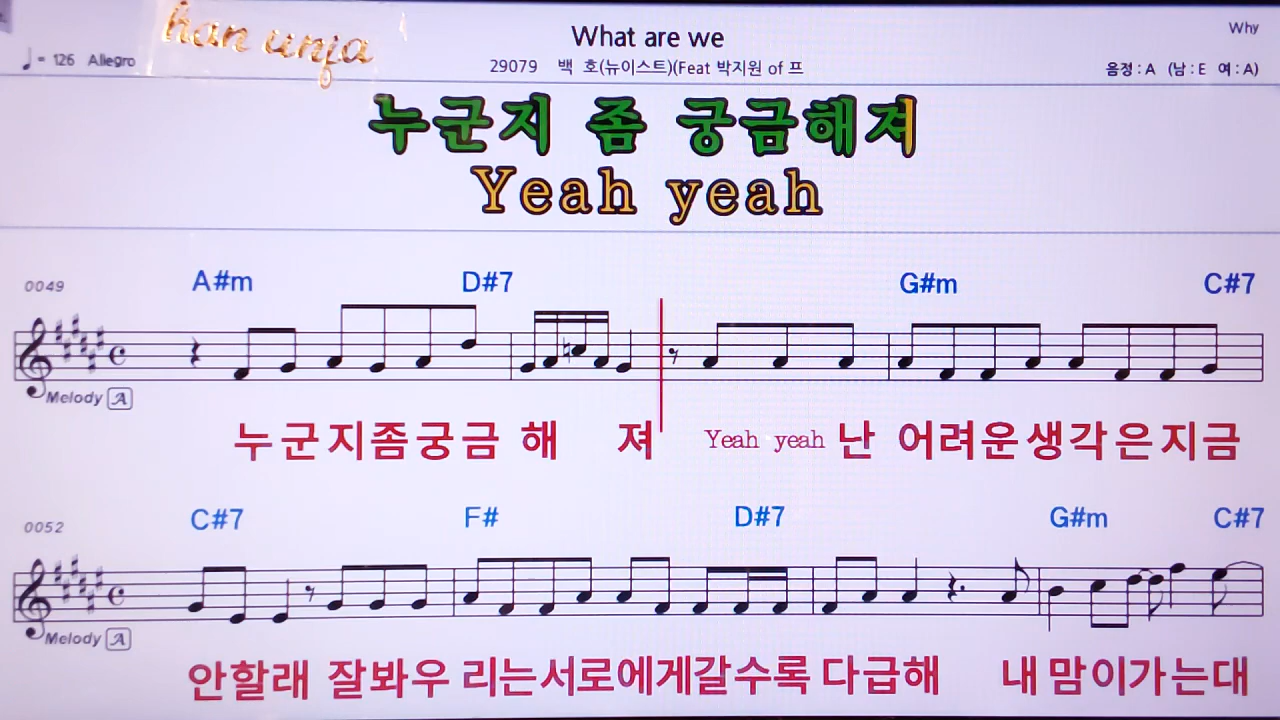 han unja
What are we
Why
♩= 126 Allegro
29079 백 호(뉴이스트)(Feat 박지원 of 프
음정:A (남:E 여:A)
누군지 좀 궁금해져
Yeah yeah
0049
A#m D#7 G#m C#7
Melody A
누군지좀궁금 해 져 Yeah yeah 난 어려운생각은지금
0052
C#7 F# D#7 G#m C#7
Melody A
안할래 잘봐우 리는서로에게갈수록 다급해 내맘이가는대